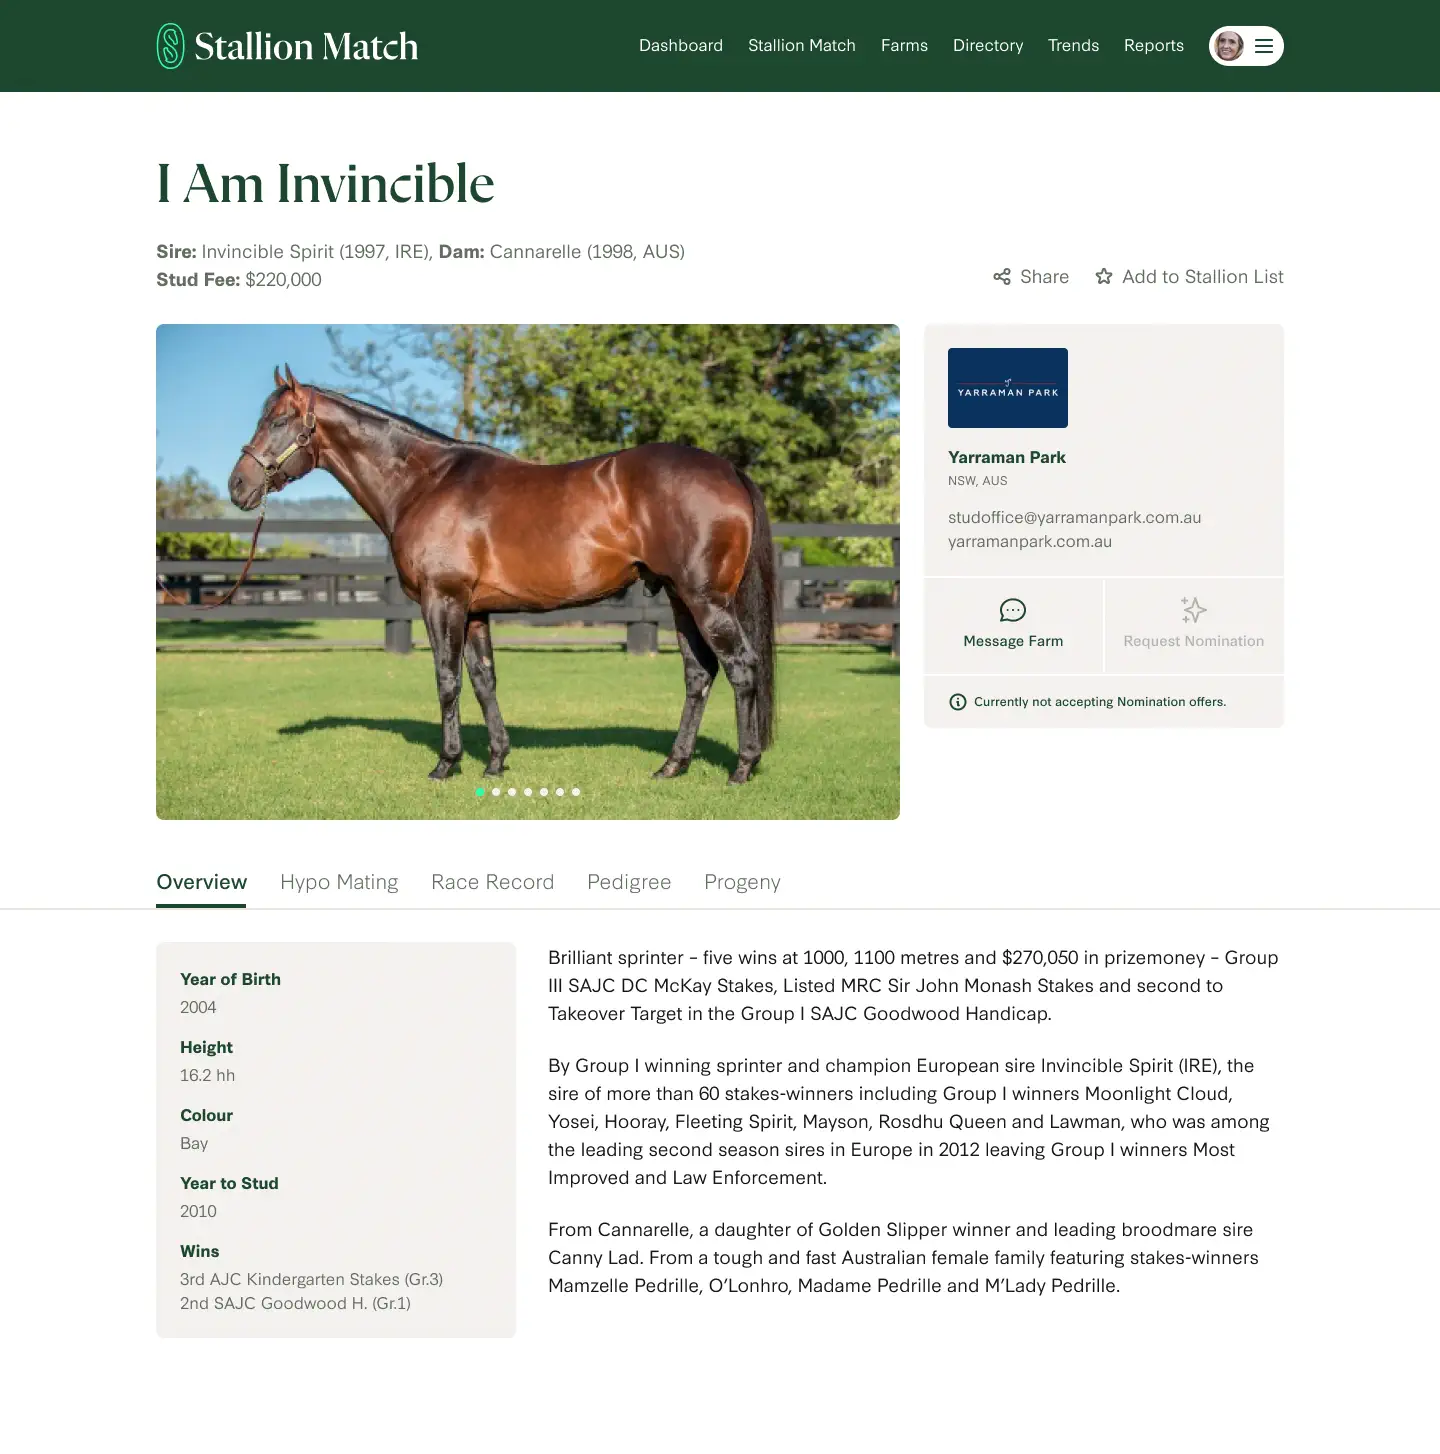 Stallion Match
Dashboard
Stallion Match
Farms
Directory
Trends
Reports
I Am Invincible
Sire: Invincible Spirit (1997, IRE), Dam: Cannarelle (1998, AUS)
Stud Fee: $220,000
Share
Add to Stallion List
YARRAMAN PARK
Yarraman Park
NSW, AUS
studoffice@yarramanpark.com.au
yarramanpark.com.au
Message Farm
Request Nomination
Currently not accepting Nomination offers.
Overview
Hypo Mating
Race Record
Pedigree
Progeny
Year of Birth
2004
Height
16.2 hh
Colour
Bay
Year to Stud
2010
Wins
3rd AJC Kindergarten Stakes (Gr.3)
2nd SAJC Goodwood H. (Gr.1)
Brilliant sprinter – five wins at 1000, 1100 metres and $270,050 in prizemoney – Group
III SAJC DC McKay Stakes, Listed MRC Sir John Monash Stakes and second to
Takeover Target in the Group I SAJC Goodwood Handicap.
By Group I winning sprinter and champion European sire Invincible Spirit (IRE), the
sire of more than 60 stakes-winners including Group I winners Moonlight Cloud,
Yosei, Hooray, Fleeting Spirit, Mayson, Rosdhu Queen and Lawman, who was among
the leading second season sires in Europe in 2012 leaving Group I winners Most
Improved and Law Enforcement.
From Cannarelle, a daughter of Golden Slipper winner and leading broodmare sire
Canny Lad. From a tough and fast Australian female family featuring stakes-winners
Mamzelle Pedrille, O’Lonhro, Madame Pedrille and M’Lady Pedrille.